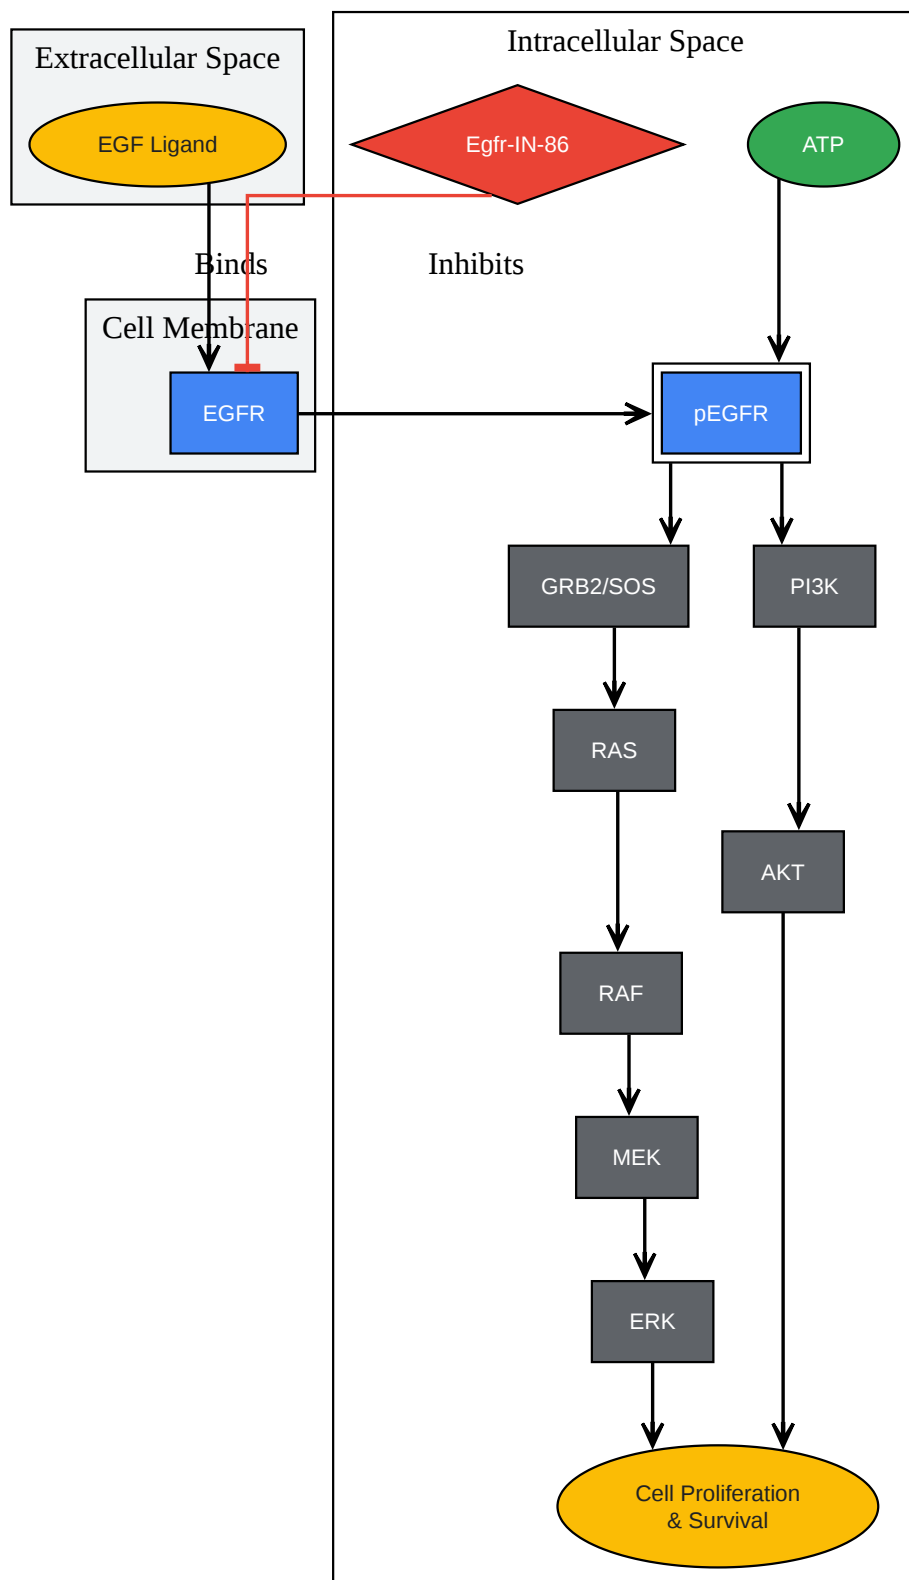 Intracellular Space
Extracellular Space
EGF Ligand
Egfr-IN-86
ATP
Binds
Inhibits
Cell Membrane
EGFR
pEGFR
GRB2/SOS
PI3K
RAS
AKT
RAF
MEK
ERK
Cell Proliferation
& Survival